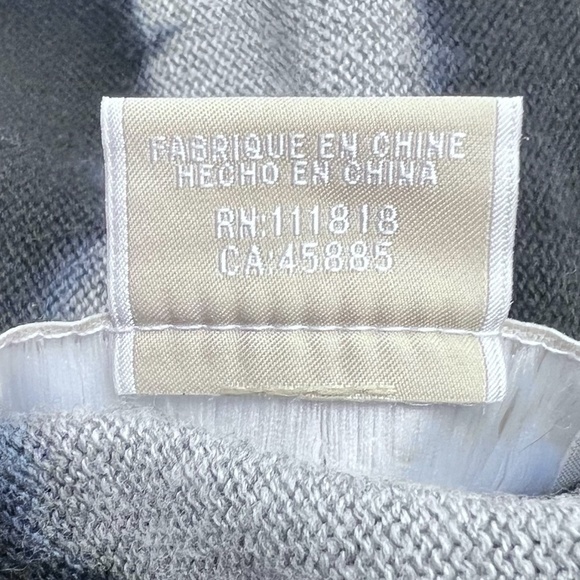 FABRIQUE EN CHINE
HECHO EN CHINA
RN:111818
CA:45885